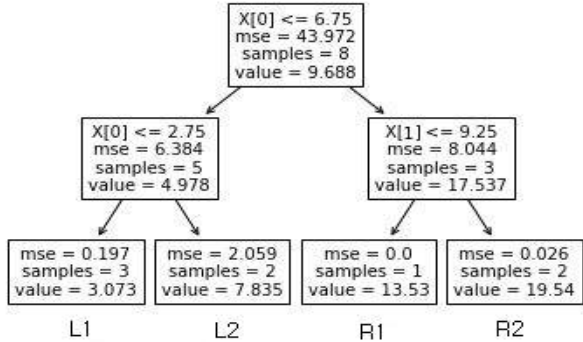 X[0] <= 6.75
mse = 43.972
samples = 8
value = 9.688
X[0] <= 2.75
mse = 6.384
samples = 5
value = 4.978
X[1] <= 9.25
mse = 8.044
samples = 3
value = 17.537
mse = 0.197
samples = 3
value = 3.073
mse = 2.059
samples = 2
value = 7.835
mse = 0.0
samples = 1
value = 13.53
mse = 0.026
samples = 2
value = 19.54
L1
L2
R1
R2